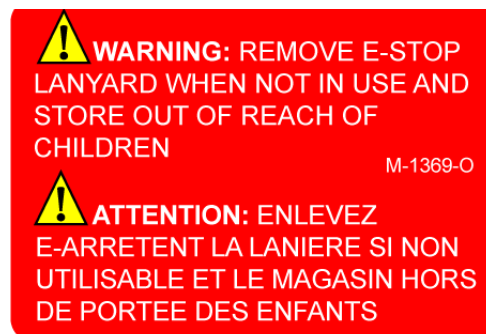 WARNING: REMOVE E-STOP
LANYARD WHEN NOT IN USE AND
STORE OUT OF REACH OF
CHILDREN
M-1369-O
ATTENTION: ENLEVEZ
E-ARRETENT LA LANIERE SI NON
UTILISABLE ET LE MAGASIN HORS
DE PORTEE DES ENFANTS